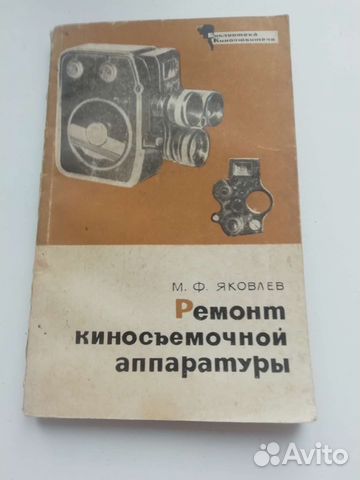 Библиотека
Кинолюбителя
М. Ф. ЯКОВЛЕВ
Ремонт
киносъемочной
аппаратуры
Avito